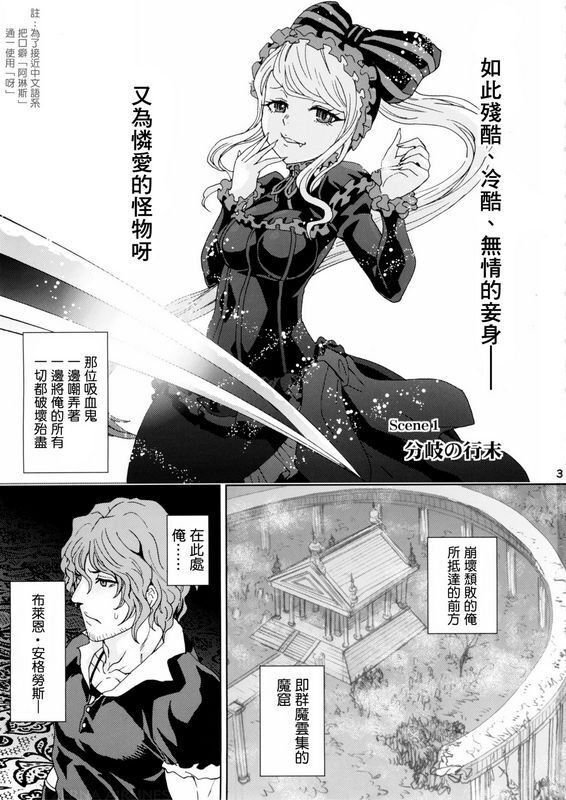 如此殘酷、冷酷、無情的妾身──
又為憐愛的怪物呀
註：為了接近中文語系
把口癖「阿琳斯」
通一使用「呀」
那位吸血鬼
一邊嘲弄著
一邊將俺的所有
一切都破壞殆盡
Scene 1
分岐の行末
3
崩壞頹敗的俺
所抵達的前方
即群魔雲集的
魔窟
在此處
俺……
布萊恩・安格勞斯─